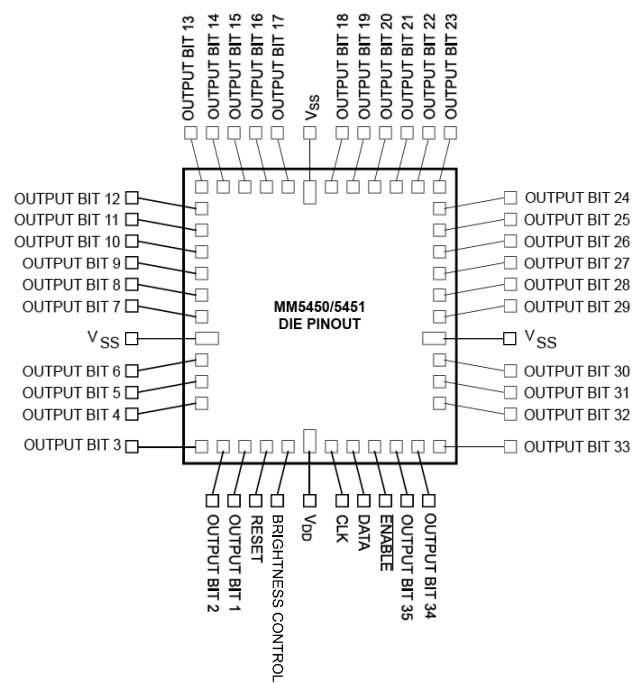 OUTPUT BIT 13
OUTPUT BIT 14
OUTPUT BIT 15
OUTPUT BIT 16
OUTPUT BIT 17
VSS
OUTPUT BIT 18
OUTPUT BIT 19
OUTPUT BIT 20
OUTPUT BIT 21
OUTPUT BIT 22
OUTPUT BIT 23
OUTPUT BIT 12
OUTPUT BIT 11
OUTPUT BIT 10
OUTPUT BIT 9
OUTPUT BIT 8
OUTPUT BIT 7
VSS
OUTPUT BIT 6
OUTPUT BIT 5
OUTPUT BIT 4
OUTPUT BIT 3
MM5450/5451
DIE PINOUT
OUTPUT BIT 24
OUTPUT BIT 25
OUTPUT BIT 26
OUTPUT BIT 27
OUTPUT BIT 28
OUTPUT BIT 29
VSS
OUTPUT BIT 30
OUTPUT BIT 31
OUTPUT BIT 32
OUTPUT BIT 33
OUTPUT BIT 2
OUTPUT BIT 1
RESET
BRIGHTNESS CONTROL
VDD
CLK
DATA
ENABLE
OUTPUT BIT 35
OUTPUT BIT 34